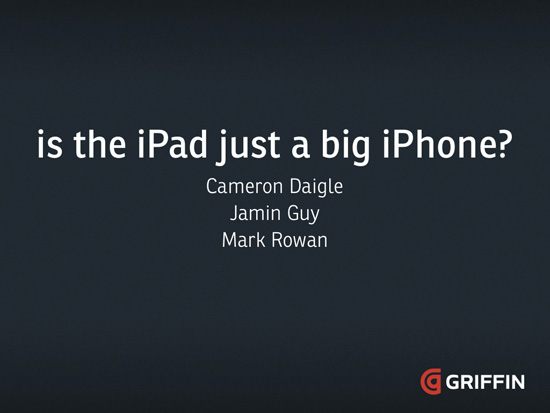 is the iPad just a big iPhone?
Cameron Daigle
Jamin Guy
Mark Rowan
GRIFFIN